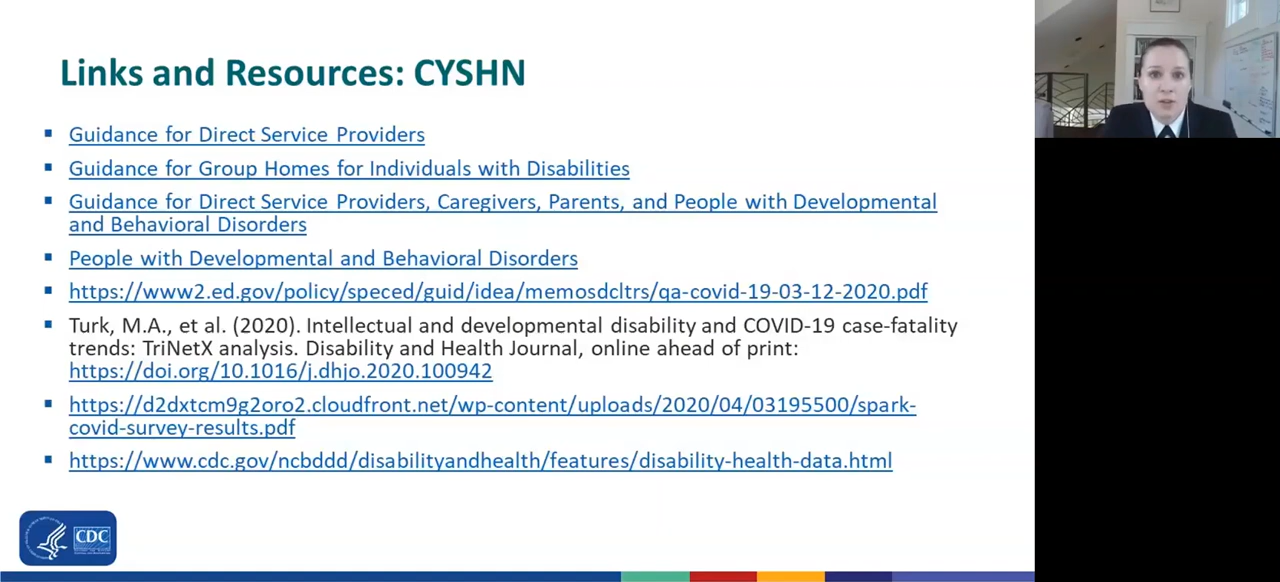 Links and Resources: CYSHN
Guidance for Direct Service Providers
Guidance for Group Homes for Individuals with Disabilities
Guidance for Direct Service Providers, Caregivers, Parents, and People with Developmental
and Behavioral Disorders
People with Developmental and Behavioral Disorders
https://www2.ed.gov/policy/speced/guid/idea/memosdcltrs/qa-covid-19-03-12-2020.pdf
Turk, M.A., et al. (2020). Intellectual and developmental disability and COVID-19 case-fatality
trends: TriNetX analysis. Disability and Health Journal, online ahead of print:
https://doi.org/10.1016/j.dhjo.2020.100942
https://d2dxtcm9g2oro2.cloudfront.net/wp-content/uploads/2020/04/03195500/spark-
covid-survey-results.pdf
https://www.cdc.gov/ncbddd/disabilityandhealth/features/disability-health-data.html
CDC